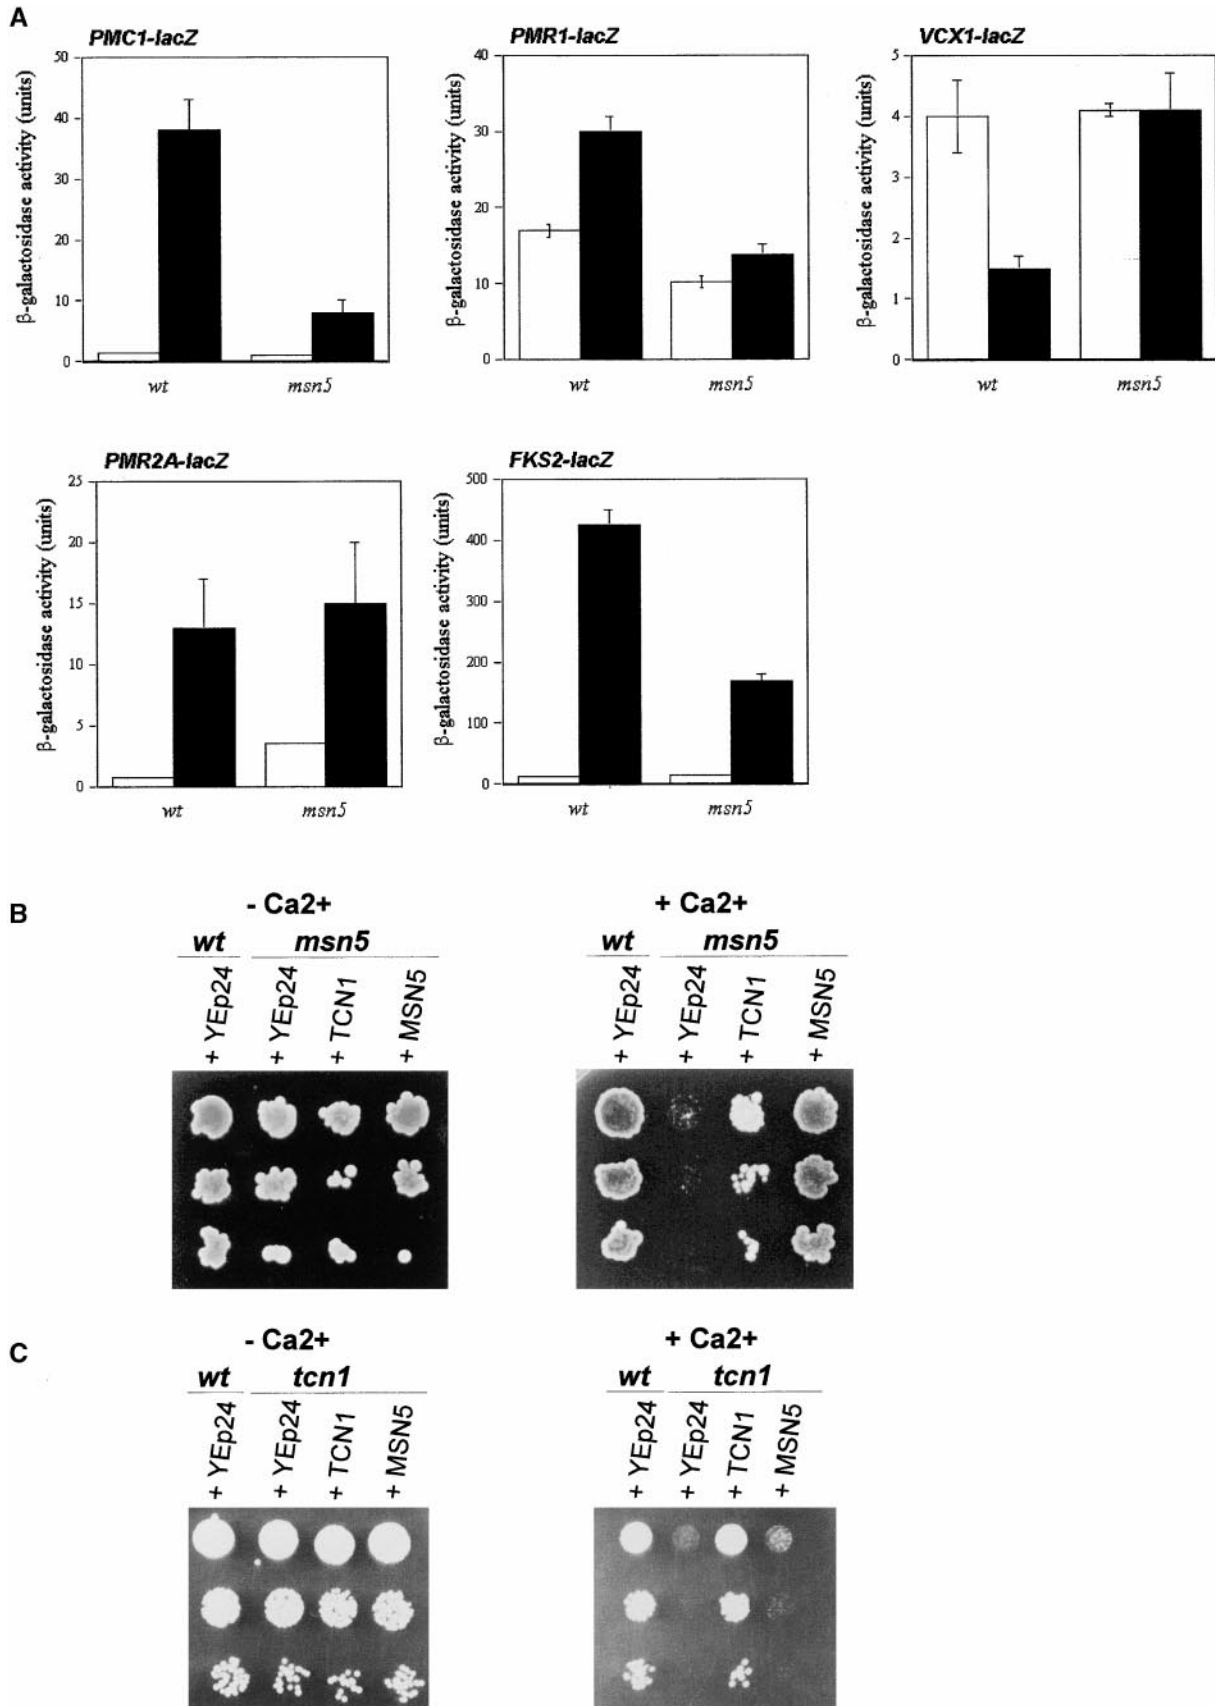 A
PMC1-lacZ
β-galactosidase activity (units)
50
40
30
20
10
0
wt
msn5
PMR1-lacZ
β-galactosidase activity (units)
40
30
20
10
0
wt
msn5
VCX1-lacZ
β-galactosidase activity (units)
5
4
3
2
1
0
wt
msn5
PMR2A-lacZ
β-galactosidase activity (units)
25
20
15
10
5
0
wt
msn5
FKS2-lacZ
β-galactosidase activity (units)
500
400
300
200
100
0
wt
msn5
B
- Ca2+
wt
msn5
+ YEp24
+ YEp24
+ TCN1
+ MSN5
+ Ca2+
wt
msn5
+ YEp24
+ YEp24
+ TCN1
+ MSN5
C
- Ca2+
wt
tcn1
+ YEp24
+ YEp24
+ TCN1
+ MSN5
+ Ca2+
wt
tcn1
+ YEp24
+ YEp24
+ TCN1
+ MSN5